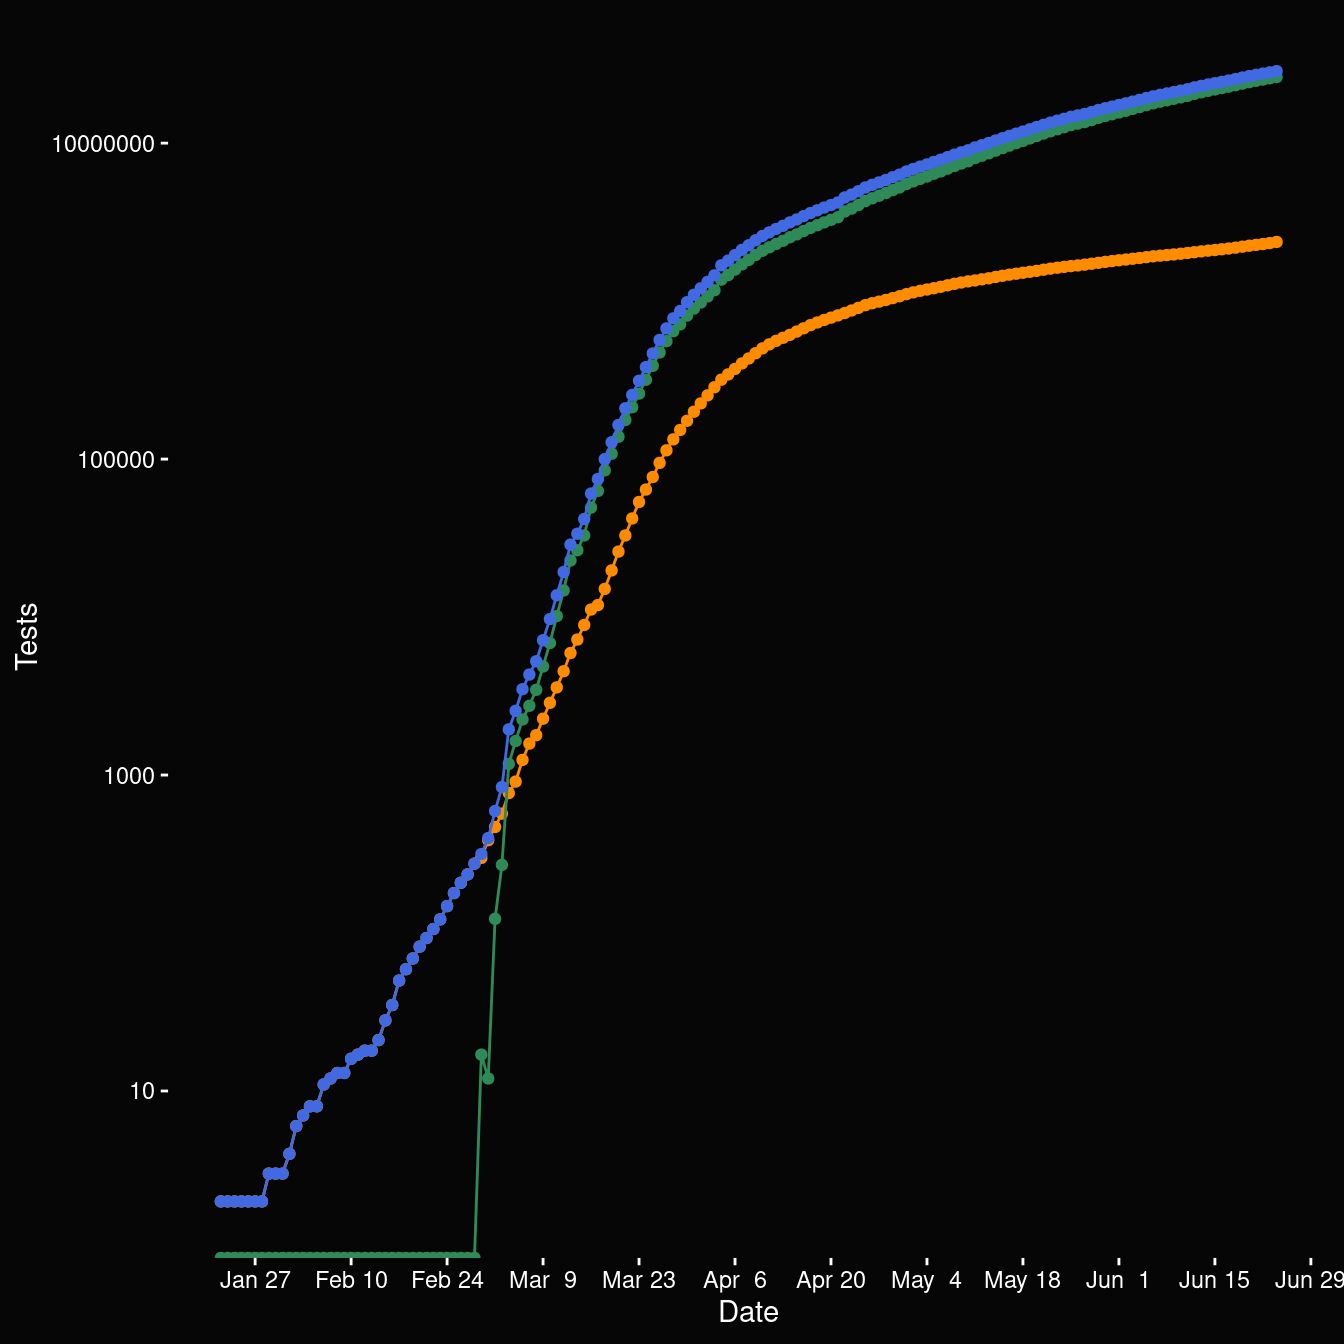 10000000
100000
1000
10
Tests
Jan 27
Feb 10
Feb 24
Mar  9
Mar 23
Apr  6
Apr 20
May  4
May 18
Jun  1
Jun 15
Jun 29
Date